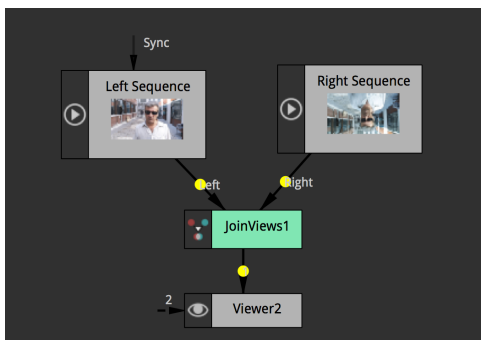 Sync
Left Sequence
Right Sequence
Left
Right
JoinViews1
2
Viewer2